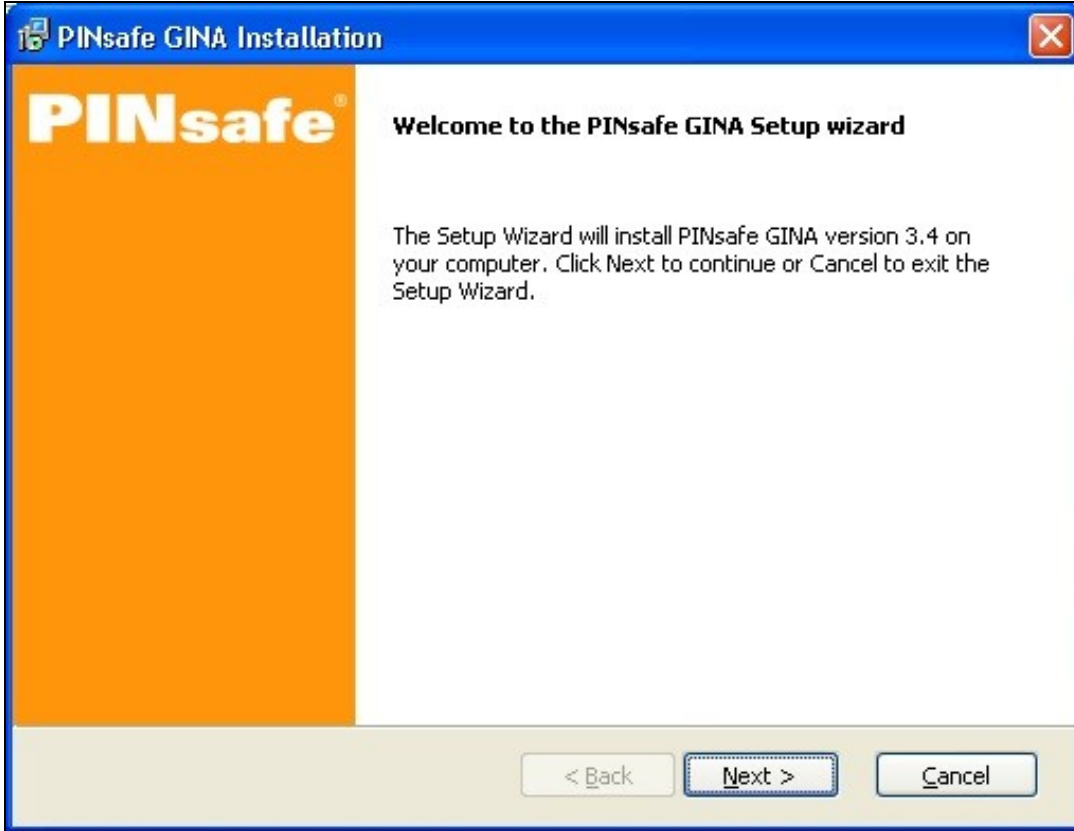 PINsafe GINA Installation
PINsafe®
Welcome to the PINsafe GINA Setup wizard
The Setup Wizard will install PINsafe GINA version 3.4 on
your computer. Click Next to continue or Cancel to exit the
Setup Wizard.
< Back Next > Cancel